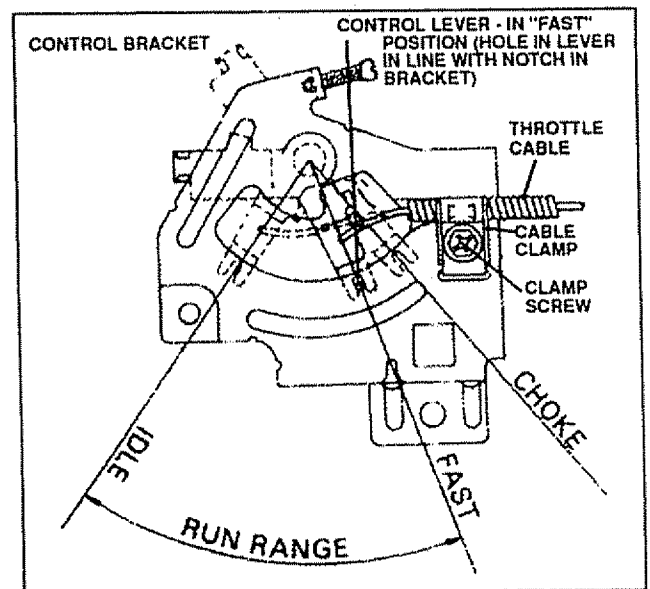 CONTROL BRACKET
CONTROL LEVER - IN "FAST"
POSITION (HOLE IN LEVER
IN LINE WITH NOTCH IN
BRACKET)
THROTTLE
CABLE
CABLE
CLAMP
CLAMP
SCREW
CHOKE
IDLE
FAST
RUN RANGE